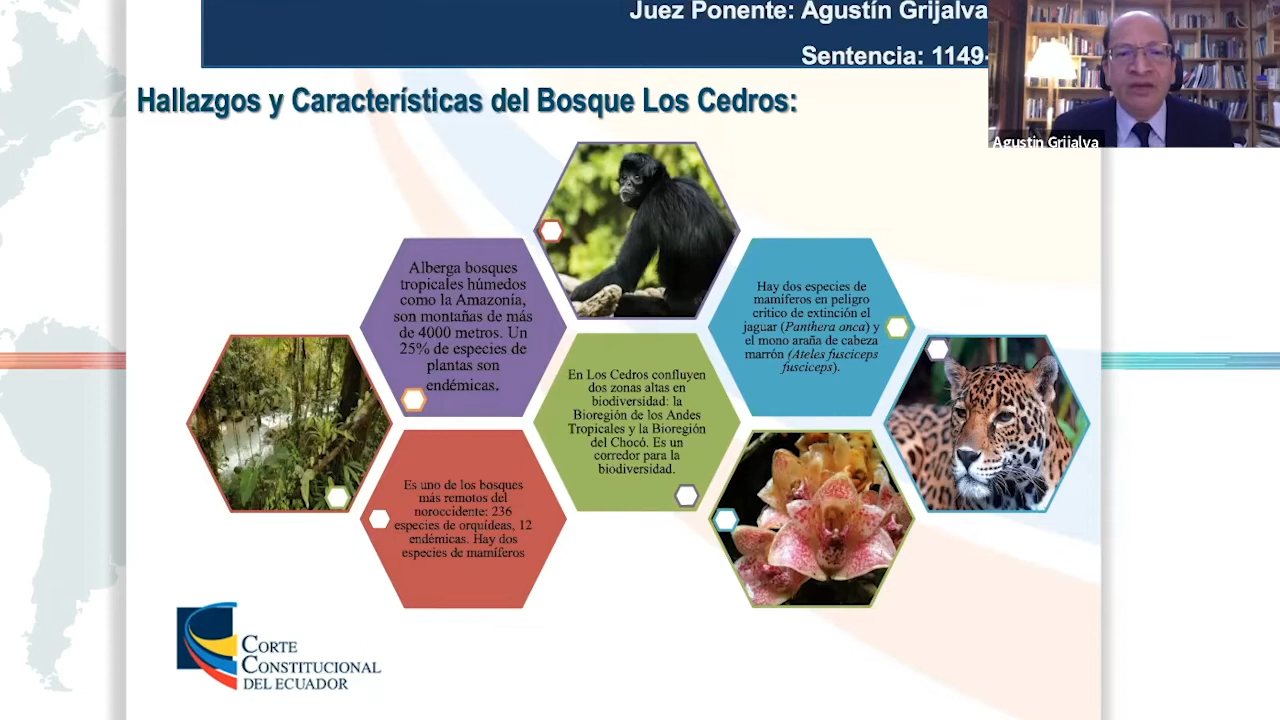 Juez Ponente: Agustín Grijalva
Sentencia: 1149-
Agustin Grijalva
Hallazgos y Características del Bosque Los Cedros:
Alberga bosques
tropicales húmedos
como la Amazonía,
son montañas de más
de 4000 metros. Un
25% de especies de
plantas son
endémicas.
Hay dos especies de
mamíferos en peligro
crítico de extinción el
jaguar (Panthera onca) y
el mono araña de cabeza
marrón (Ateles fusciceps
fusciceps).
En Los Cedros confluyen
dos zonas altas en
biodiversidad: la
Bioregión de los Andes
Tropicales y la Bioregión
del Chocó. Es un
corredor para la
biodiversidad.
Es uno de los bosques
más remotos del
noroccidente: 236
especies de orquídeas, 12
endémicas. Hay dos
especies de mamíferos
CORTE
CONSTITUCIONAL
DEL ECUADOR